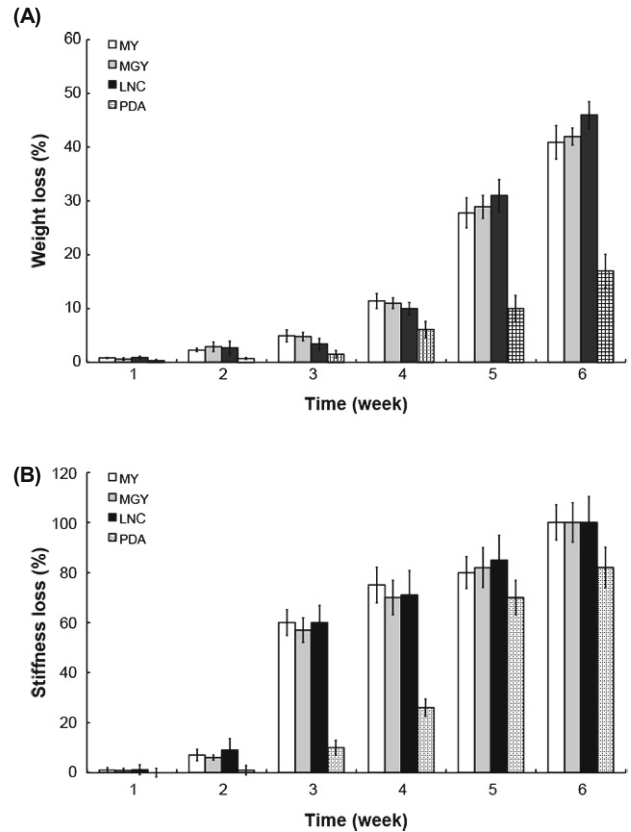 (A)
60
50
40
30
20
10
0
Weight loss (%)
MY
MGY
LNC
PDA
1 2 3 4 5 6
Time (week)
(B)
120
100
80
60
40
20
0
Stiffness loss (%)
MY
MGY
LNC
PDA
1 2 3 4 5 6
Time (week)